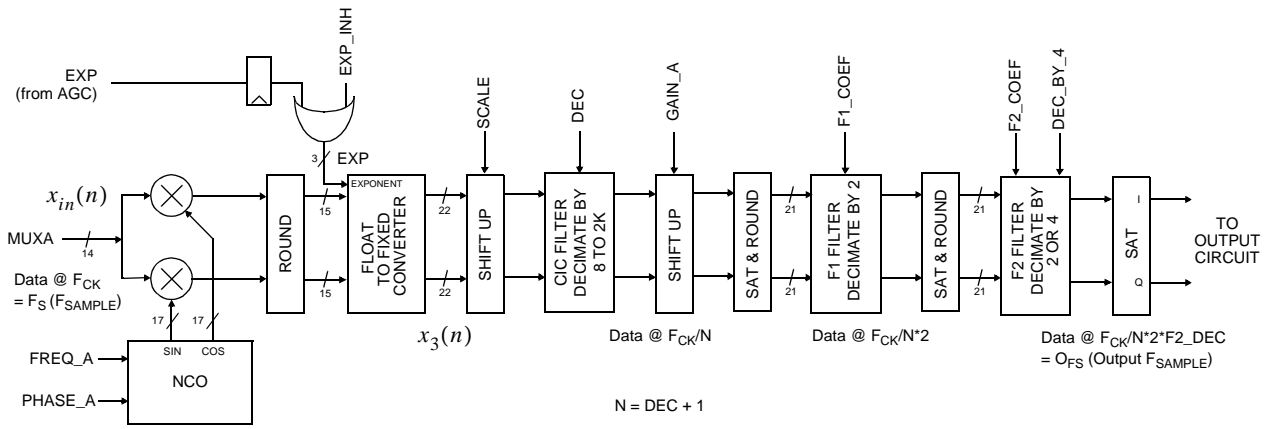 EXP
(from AGC)
EXP_INH
3
EXP
SCALE
DEC
GAIN_A
F1_COEF
F2_COEF
DEC_BY_4
x_in(n)
MUXA
14
Data @ F_CK
= F_S (F_SAMPLE)
17
17
FREQ_A
PHASE_A
SIN COS
NCO
ROUND
15
15
EXPONENT
FLOAT
TO FIXED
CONVERTER
22
22
x_3(n)
SHIFT UP
CIC FILTER
DECIMATE BY
8 TO 2K
SHIFT UP
Data @ F_CK/N
SAT & ROUND
21
21
F1 FILTER
DECIMATE BY 2
Data @ F_CK/N*2
SAT & ROUND
21
21
F2 FILTER
DECIMATE BY
2 OR 4
SAT
I
Q
TO
OUTPUT
CIRCUIT
Data @ F_CK/N*2*F2_DEC
= O_FS (Output F_SAMPLE)
N = DEC + 1